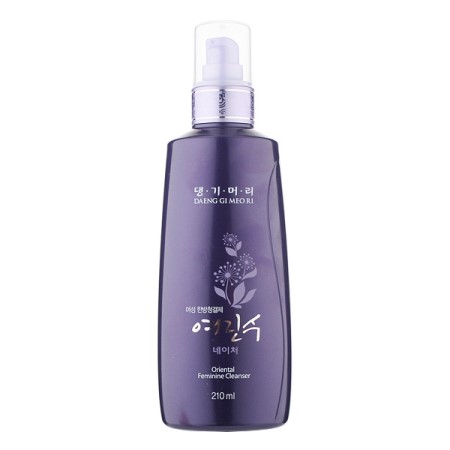 댕·기·머·리
DAENG GI MEO RI
여성 한방청결제
여린수
네이처
Oriental
Feminine Cleanser
210 ml